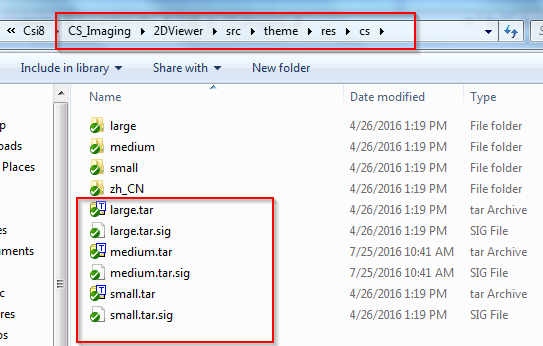 « Csi8 ▸ CS_Imaging ▸ 2DViewer ▸ src ▸ theme ▸ res ▸ cs ▸
Include in library ▾ Share with ▾ New folder
Name Date modified Type
large 4/26/2016 1:19 PM File folder
medium 4/26/2016 1:19 PM File folder
small 4/26/2016 1:19 PM File folder
zh_CN 4/26/2016 1:19 PM File folder
large.tar 4/26/2016 1:19 PM tar Archive
large.tar.sig 4/26/2016 1:19 PM SIG File
medium.tar 7/25/2016 10:41 AM tar Archive
medium.tar.sig 7/25/2016 10:41 AM SIG File
small.tar 4/26/2016 1:19 PM tar Archive
small.tar.sig 4/26/2016 1:19 PM SIG File